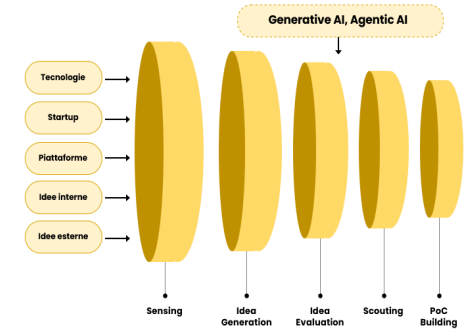 Generative AI, Agentic AI
Tecnologie
Startup
Piattaforme
Idee interne
Idee esterne
Sensing
Idea
Generation
Idea
Evaluation
Scouting
PoC
Building